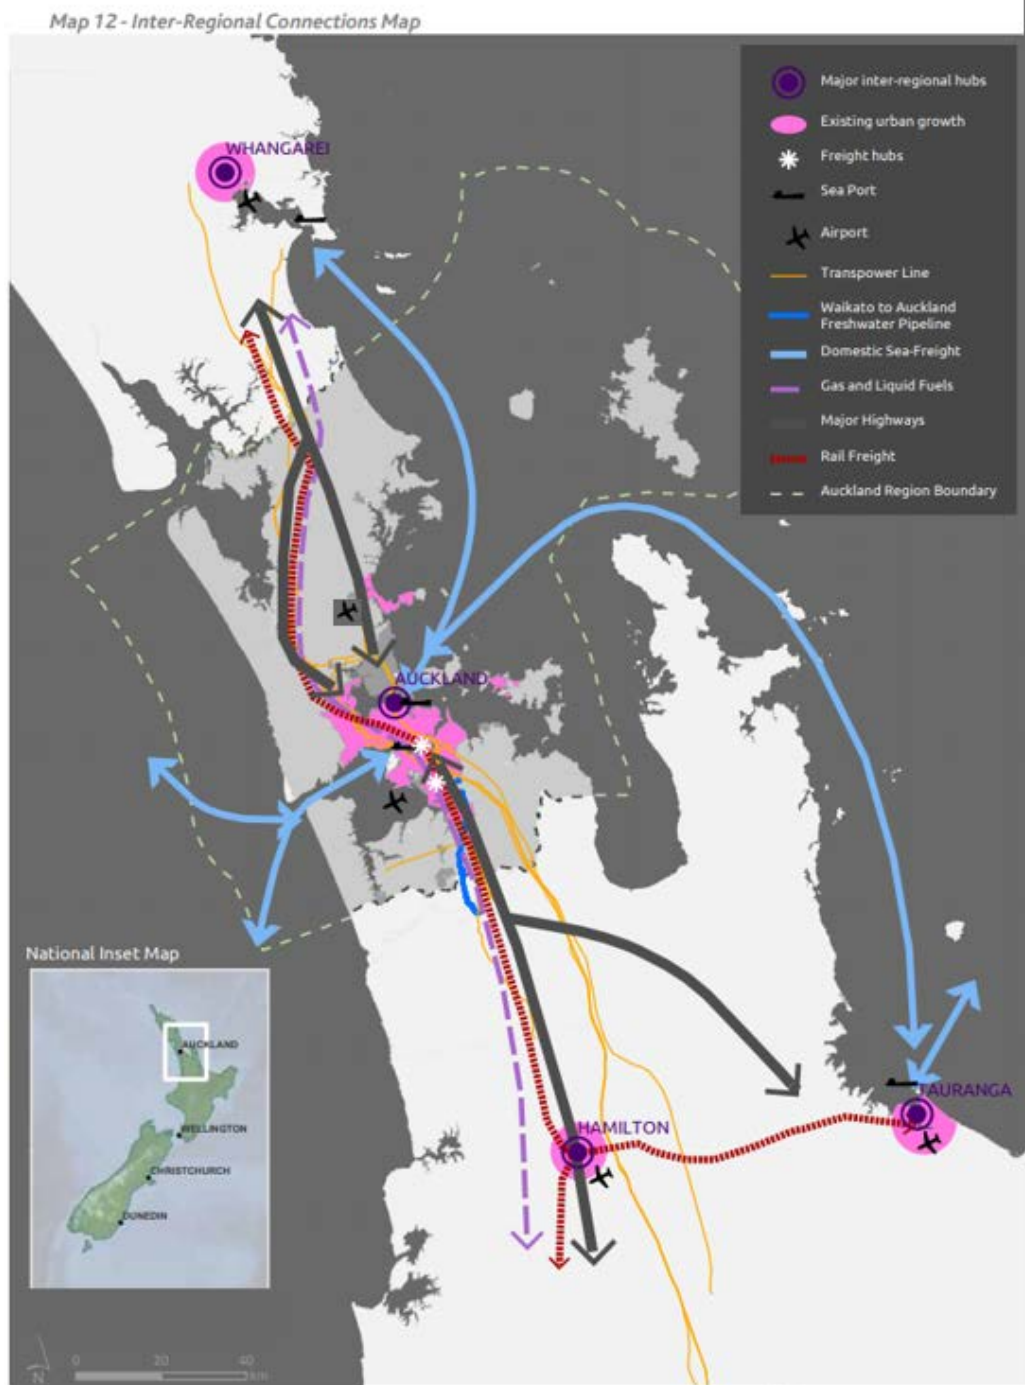 Map 12 - Inter-Regional Connections Map
Major inter-regional hubs
Existing urban growth
Freight hubs
Sea Port
Airport
Transpower Line
Waikato to Auckland
Freshwater Pipeline
Domestic Sea-Freight
Gas and Liquid Fuels
Major Highways
Rail Freight
Auckland Region Boundary
WHANGAREI
AUCKLAND
HAMILTON
TAURANGA
National Inset Map
AUCKLAND
WELLINGTON
CHRISTCHURCH
DUNEDIN
N
0 20 40
km